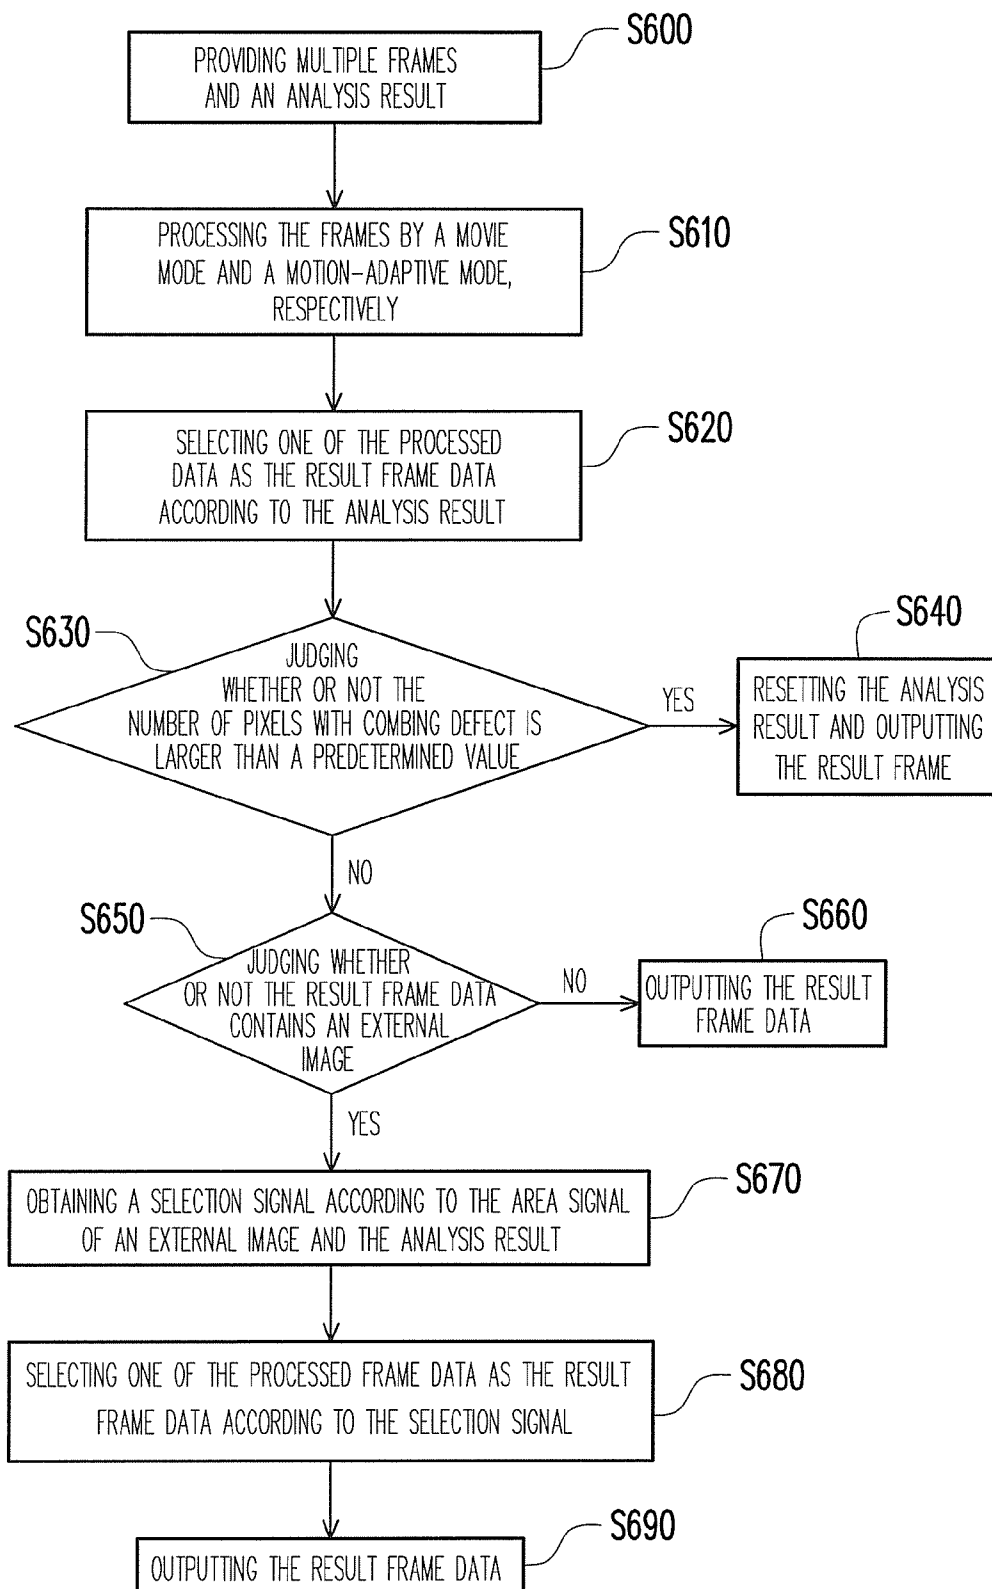 S600
PROVIDING MULTIPLE FRAMES
AND AN ANALYSIS RESULT
S610
PROCESSING THE FRAMES BY A MOVIE
MODE AND A MOTION-ADAPTIVE MODE,
RESPECTIVELY
S620
SELECTING ONE OF THE PROCESSED
DATA AS THE RESULT FRAME DATA
ACCORDING TO THE ANALYSIS RESULT
S630
JUDGING
WHETHER OR NOT THE
NUMBER OF PIXELS WITH COMBING DEFECT IS
LARGER THAN A PREDETERMINED VALUE
YES
S640
RESETTING THE ANALYSIS
RESULT AND OUTPUTTING
THE RESULT FRAME
NO
S650
JUDGING WHETHER
OR NOT THE RESULT FRAME DATA
CONTAINS AN EXTERNAL
IMAGE
NO
S660
OUTPUTTING THE RESULT
FRAME DATA
YES
S670
OBTAINING A SELECTION SIGNAL ACCORDING TO THE AREA SIGNAL
OF AN EXTERNAL IMAGE AND THE ANALYSIS RESULT
S680
SELECTING ONE OF THE PROCESSED FRAME DATA AS THE RESULT
FRAME DATA ACCORDING TO THE SELECTION SIGNAL
S690
OUTPUTTING THE RESULT FRAME DATA